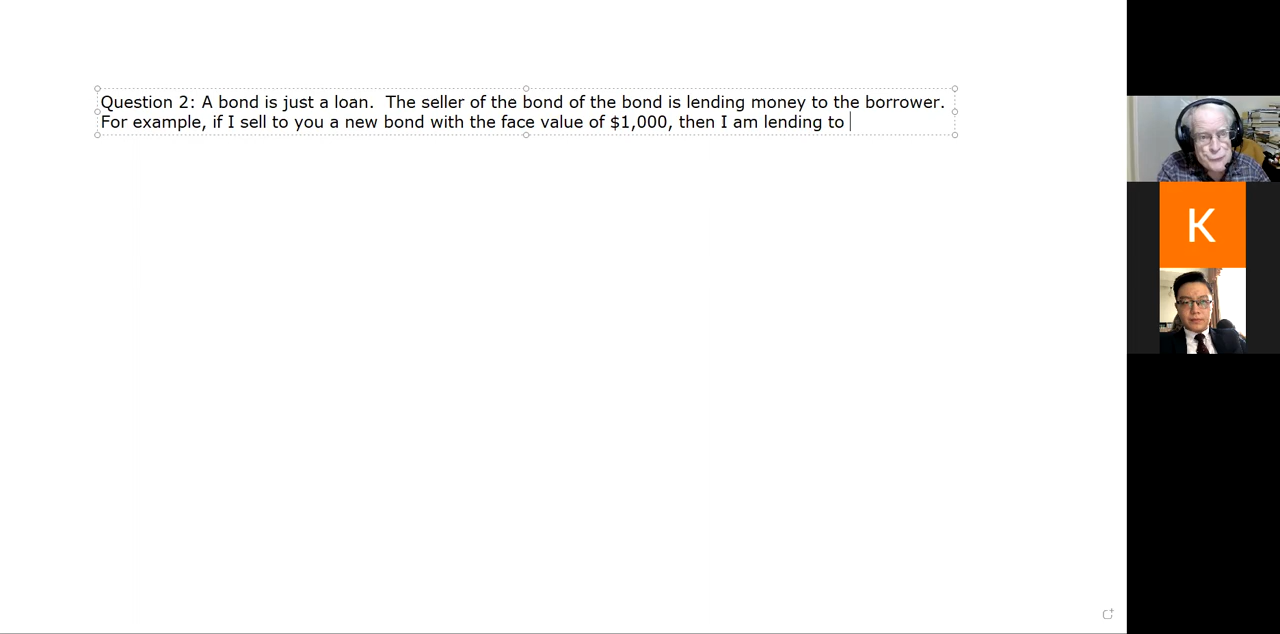 Question 2: A bond is just a loan.  The seller of the bond of the bond is lending money to the borrower.
For example, if I sell to you a new bond with the face value of $1,000, then I am lending to
K